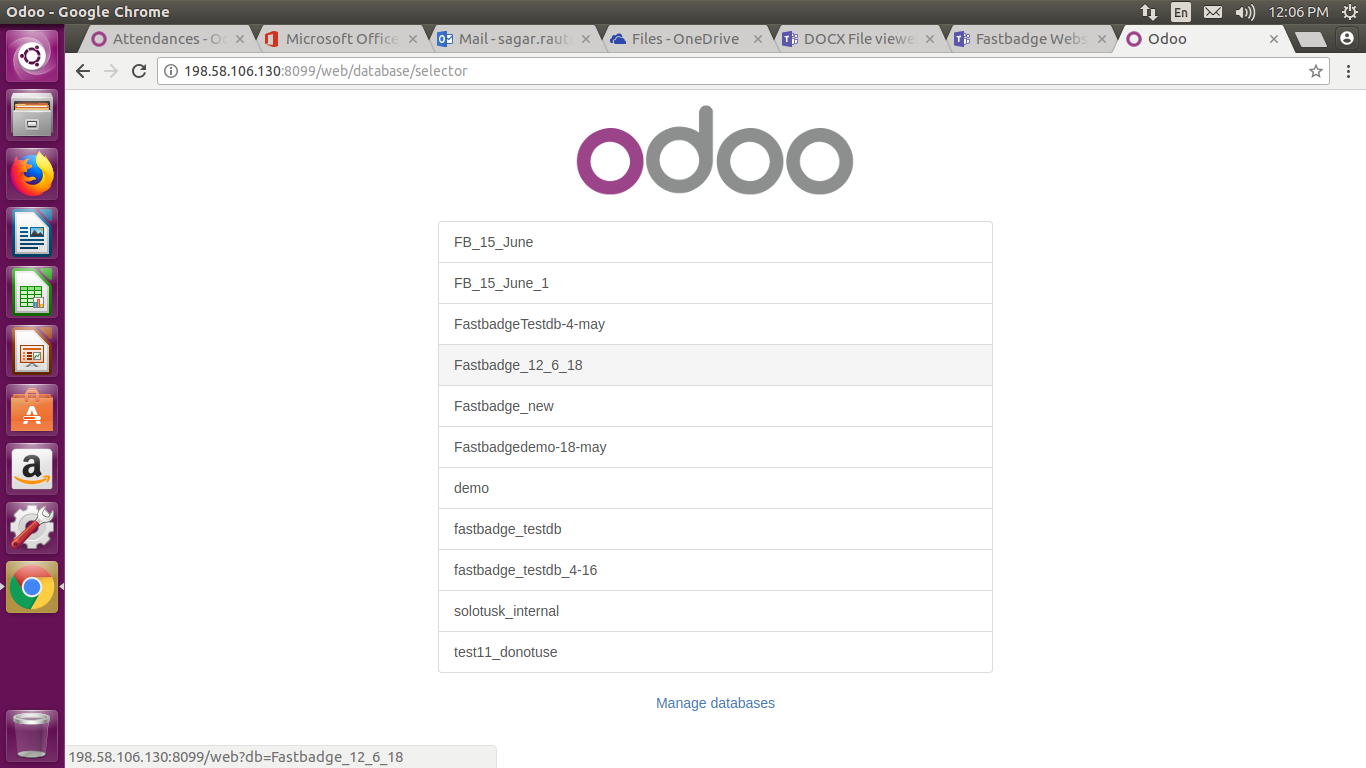 Odoo - Google Chrome
En
12:06 PM
Attendances - O
Microsoft Office
Mail - sagar.raut
Files - OneDrive
DOCX File viewe
Fastbadge Webs
Odoo
198.58.106.130:8099/web/database/selector
odoo
FB_15_June
FB_15_June_1
FastbadgeTestdb-4-may
Fastbadge_12_6_18
Fastbadge_new
Fastbadgedemo-18-may
demo
fastbadge_testdb
fastbadge_testdb_4-16
solotusk_internal
test11_donotuse
Manage databases
198.58.106.130:8099/web?db=Fastbadge_12_6_18